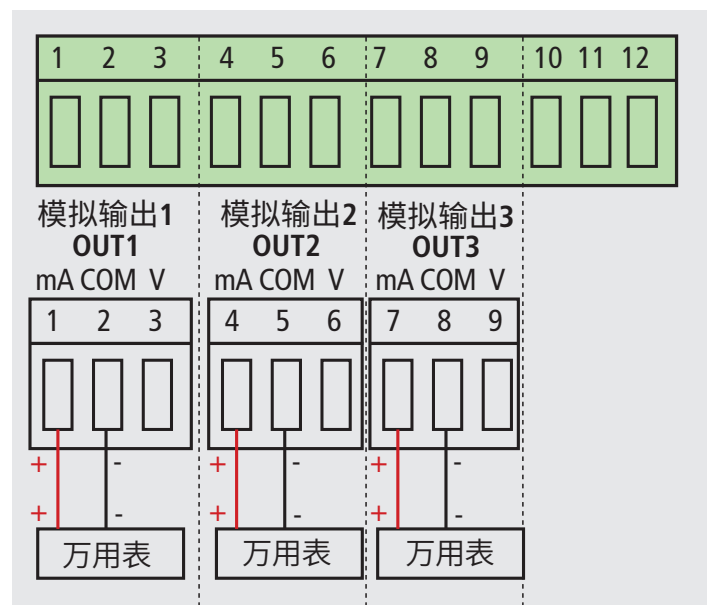 1 2 3 4 5 6 7 8 9 10 11 12
模拟输出1 模拟输出2 模拟输出3
OUT1 OUT2 OUT3
mA COM V mA COM V mA COM V
1 2 3 4 5 6 7 8 9
+ - + - + -
+ - + - + -
万用表 万用表 万用表